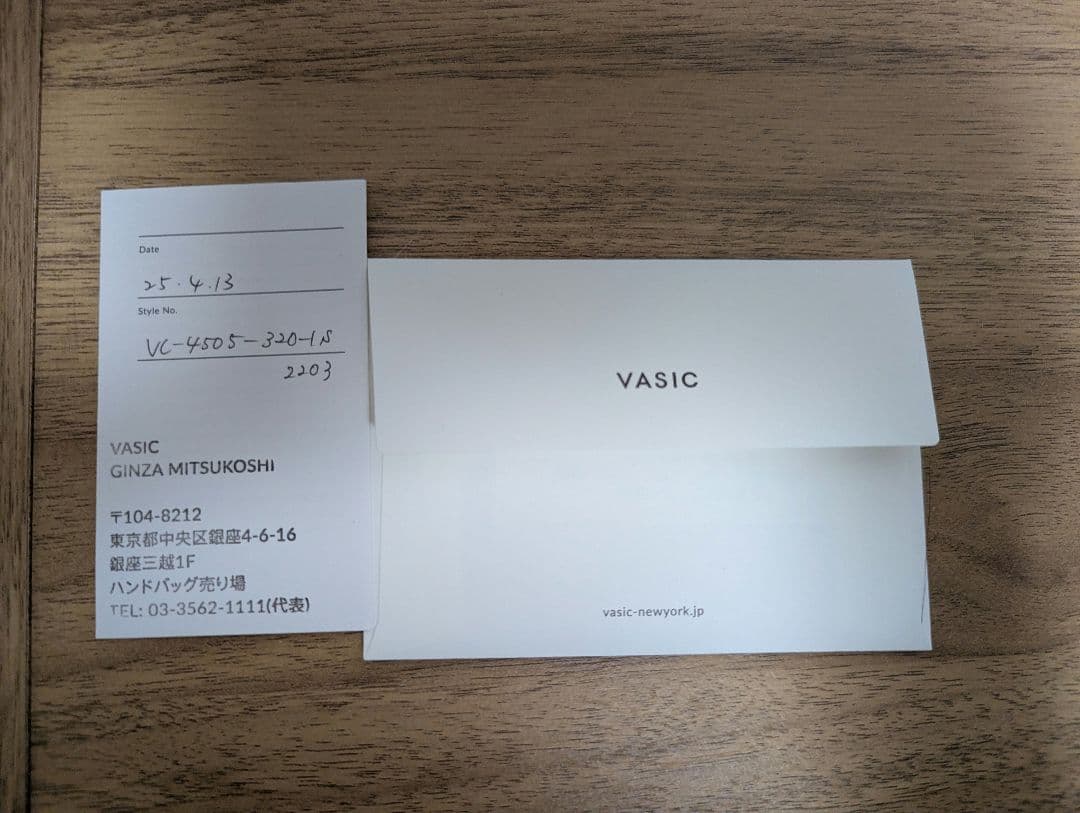 Date
25.4.13
Style No.
VC-4505-320-1S
2203
VASIC
GINZA MITSUKOSHI
〒104-8212
東京都中央区銀座4-6-16
銀座三越1F
ハンドバッグ売り場
TEL: 03-3562-1111(代表)
VASIC
vasic-newyork.jp